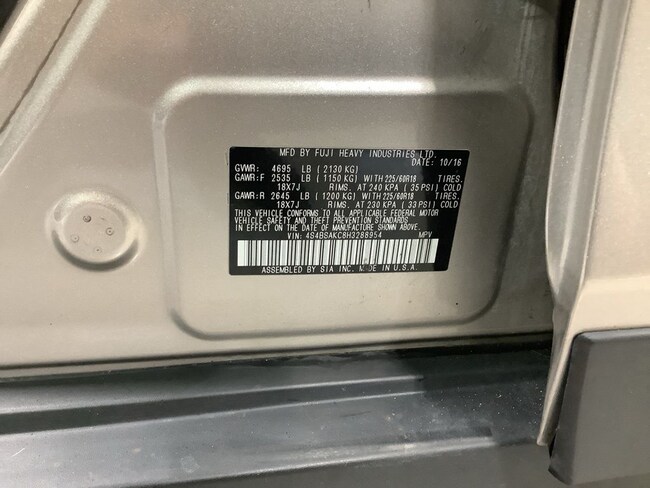 MFD BY FUJI HEAVY INDUSTRIES LTD.
DATE: 10/16
GVWR: 4695 LB (2130 KG)
GAWR:F 2535 LB (1150 KG) WITH 225/60R18 TIRES.
18X7J RIMS. AT 240 KPA (35 PSI) COLD
GAWR:R 2645 LB (1200 KG) WITH 225/60R18 TIRES.
18X7J RIMS. AT 230 KPA (33 PSI) COLD
THIS VEHICLE CONFORMS TO ALL APPLICABLE FEDERAL MOTOR
VEHICLE SAFETY AND THEFT PREVENTION STANDARDS
IN EFFECT ON THE DATE OF MANUFACTURE SHOWN ABOVE.
VIN: 4S4BSAKC8H3288954 MPV
ASSEMBLED BY SIA INC. MADE IN U.S.A.